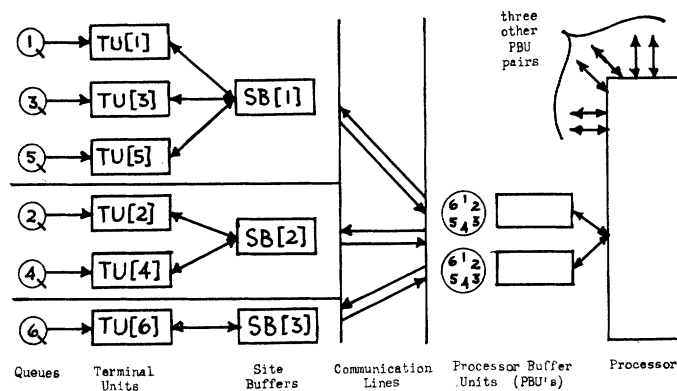 three
other
PBU
pairs
1
TU[1]
3
TU[3]
SB[1]
5
TU[5]
2
TU[2]
6 1 2
5 4 3
SB[2]
4
TU[4]
6 1 2
5 4 3
6
TU[6]
SB[3]
Queues
Terminal
Units
Site
Buffers
Communication
Lines
Processor Buffer
Units (PBU's)
Processor